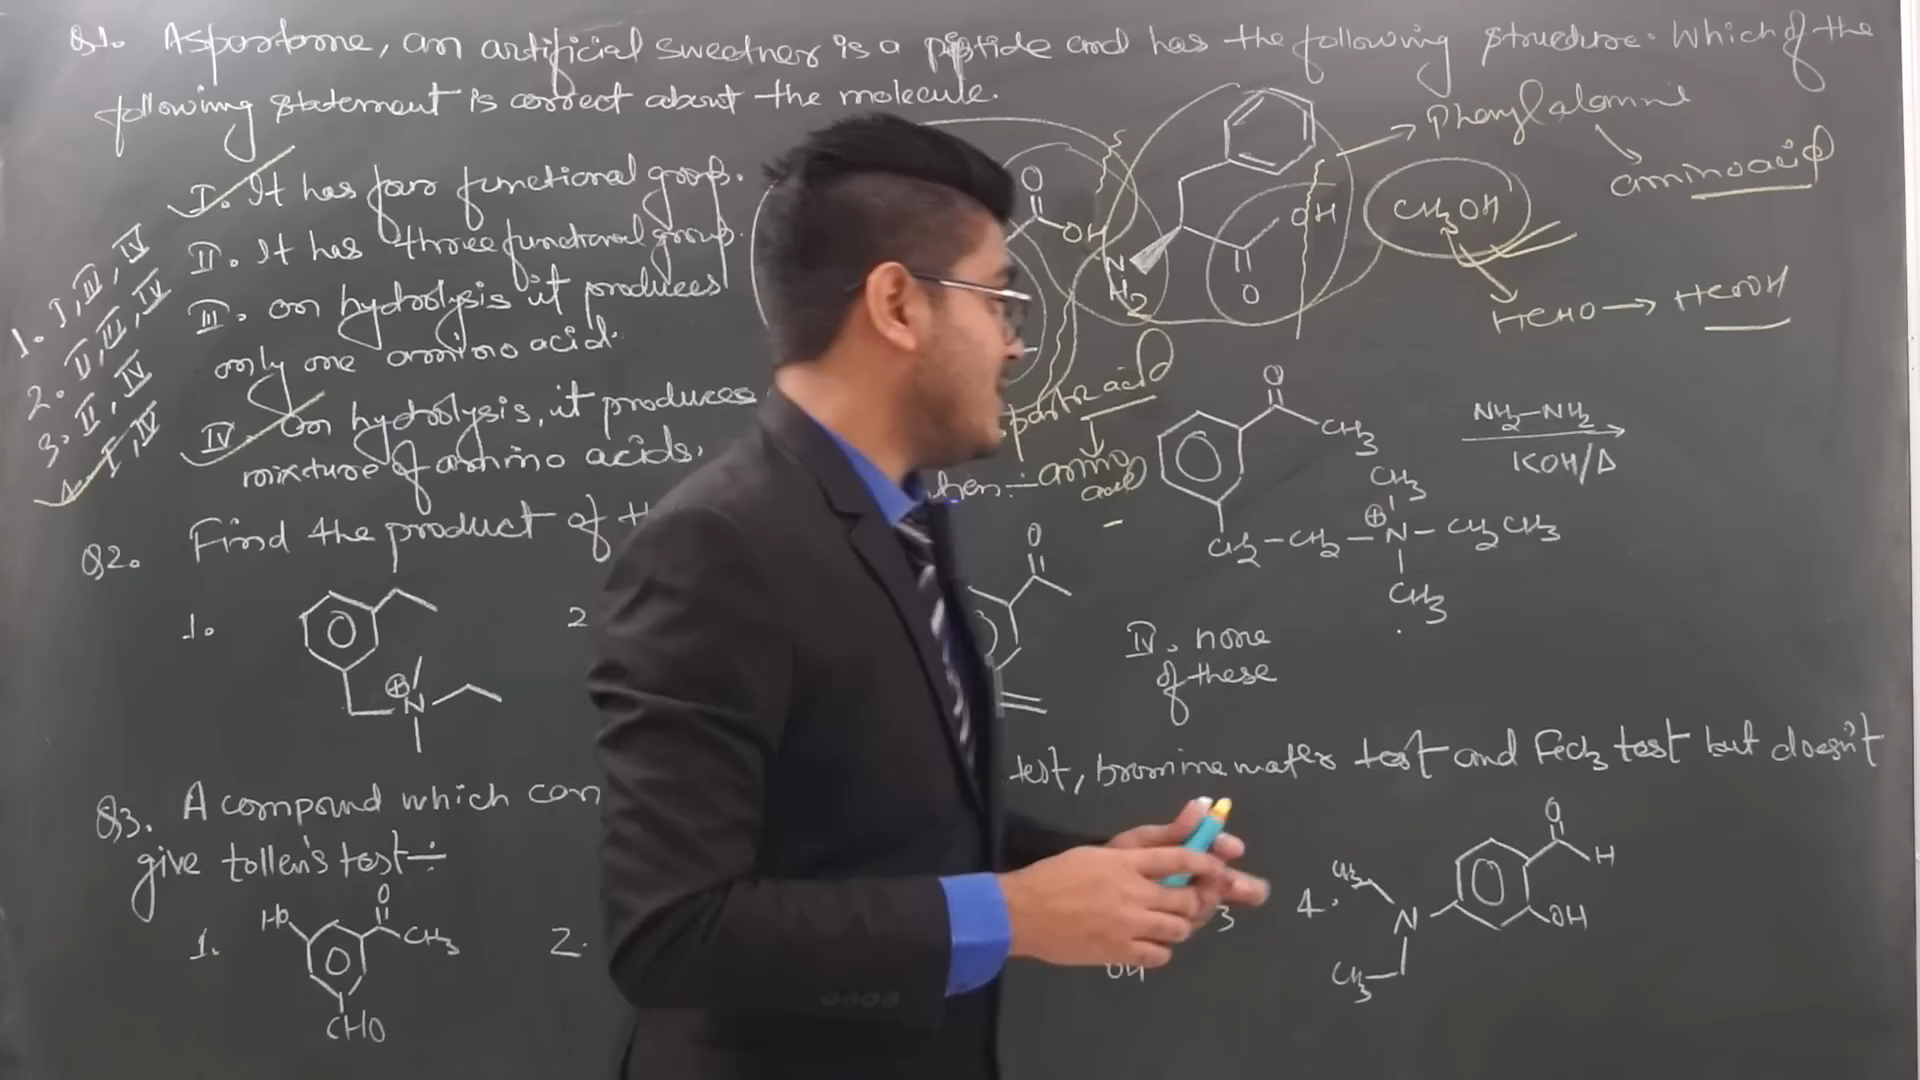 Q1. Aspartame, an artificial sweetner is a peptide and has the following structure. Which of the
following statement is correct about the molecule.
I. It has four functional groups.
II. It has three functional group.
III. on hydrolysis it produces
only one amino acid.
IV. on hydrolysis, it produces
mixture of amino acids.
1. I, III, IV
2. II, III, IV
3. II, IV
4. I, IV
O
OH
N
H2
OH
O
Phenylalanine
aminoacid
CH3OH
HCHO → HCOOH
acid
amino
acid
Q2. Find the product of
O
CH3
CH2-CH2-N-CH2CH3
⊕
CH3
CH3
NH2-NH2
KOH/Δ
1.
⊕
N
2
O
IV. none
of these
Q3. A compound which can
test, bromine water test and FeCl3 test but doesn't
give tollen's test÷
1.
HO
O
CH3
CHO
2.
3
OH
4.
CH3
N
CH3
O
H
OH